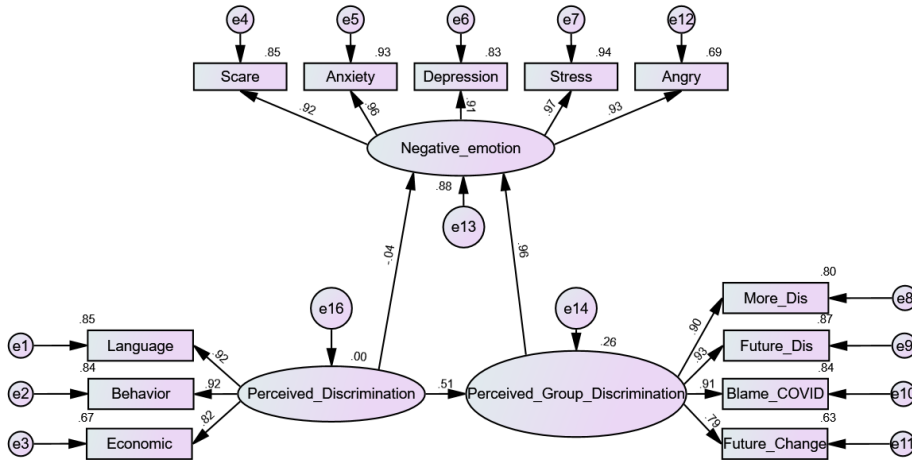 e4
e5
e6
e7
e12
.85
.93
.83
.94
.69
Scare
Anxiety
Depression
Stress
Angry
.92
.96
.91
.97
.93
Negative_emotion
.88
e13
-.04
.96
e16
e14
.00
.26
.85
e1
Language
.92
.84
e2
Behavior
.92
.67
e3
Economic
.82
Perceived_Discrimination
.51
Perceived_Group_Discrimination
.80
.90
More_Dis
e8
.87
.93
Future_Dis
e9
.84
.91
Blame_COVID
e10
.63
.79
Future_Change
e11